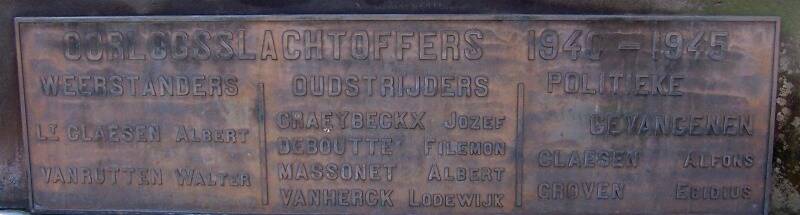 OORLOGSSLACHTOFFERS 1940 - 1945
WEERSTANDERS
LT CLAESEN ALBERT
VANRUTTEN WALTER
OUDSTRIJDERS
GRAEYBECKX JOZEF
DEBOUTTE FILEMON
MASSONET ALBERT
VANHERCK LODEWIJK
POLITIEKE
GEVANGENEN
CLAESEN ALFONS
GROVEN EGIDIUS